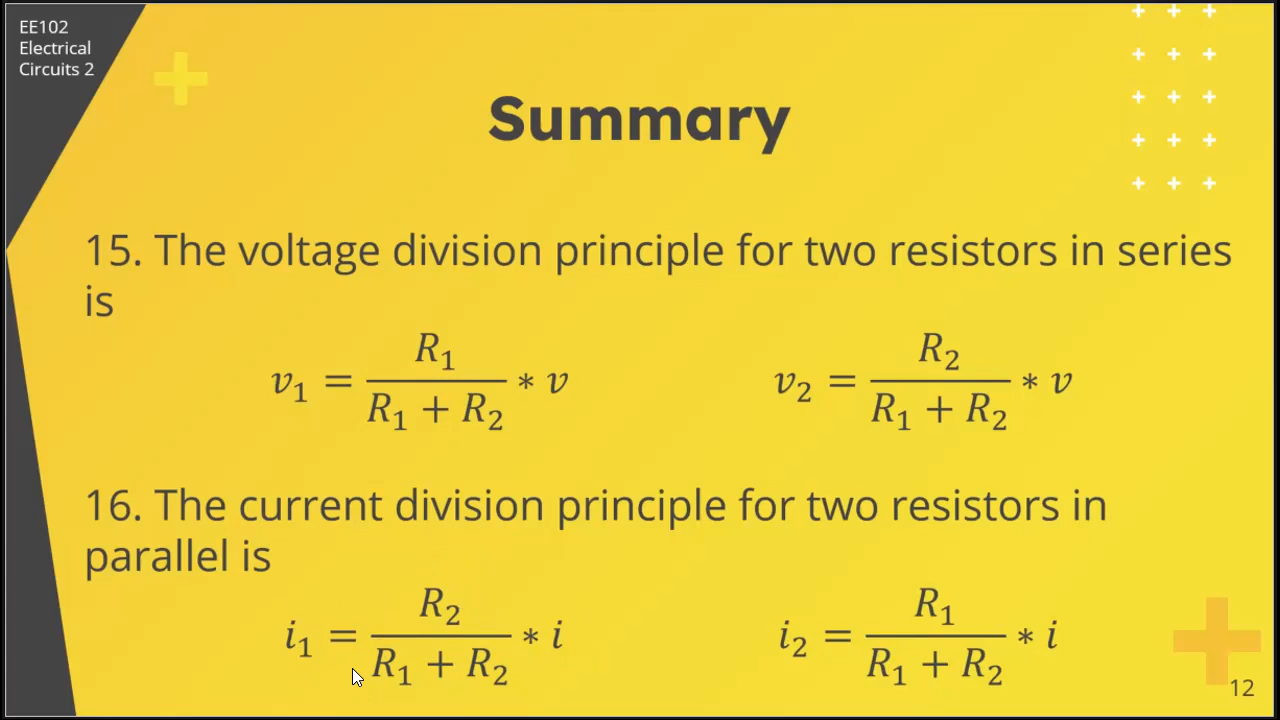 EE102
Electrical
Circuits 2
Summary
15. The voltage division principle for two resistors in series
is
v₁ = R₁ / (R₁ + R₂) * v    v₂ = R₂ / (R₁ + R₂) * v
16. The current division principle for two resistors in
parallel is
i₁ = R₂ / (R₁ + R₂) * i    i₂ = R₁ / (R₁ + R₂) * i
12